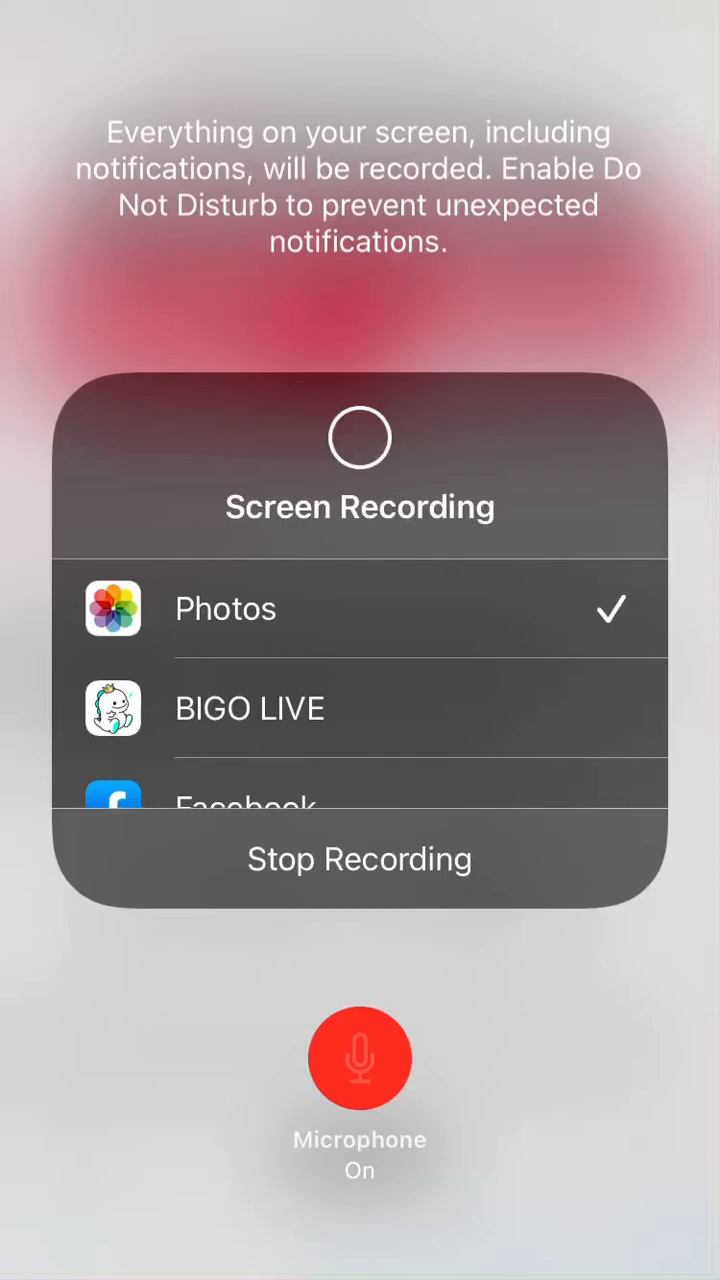 Everything on your screen, including
notifications, will be recorded. Enable Do
Not Disturb to prevent unexpected
notifications.
Screen Recording
Photos
BIGO LIVE
Facebook
Stop Recording
Microphone
On